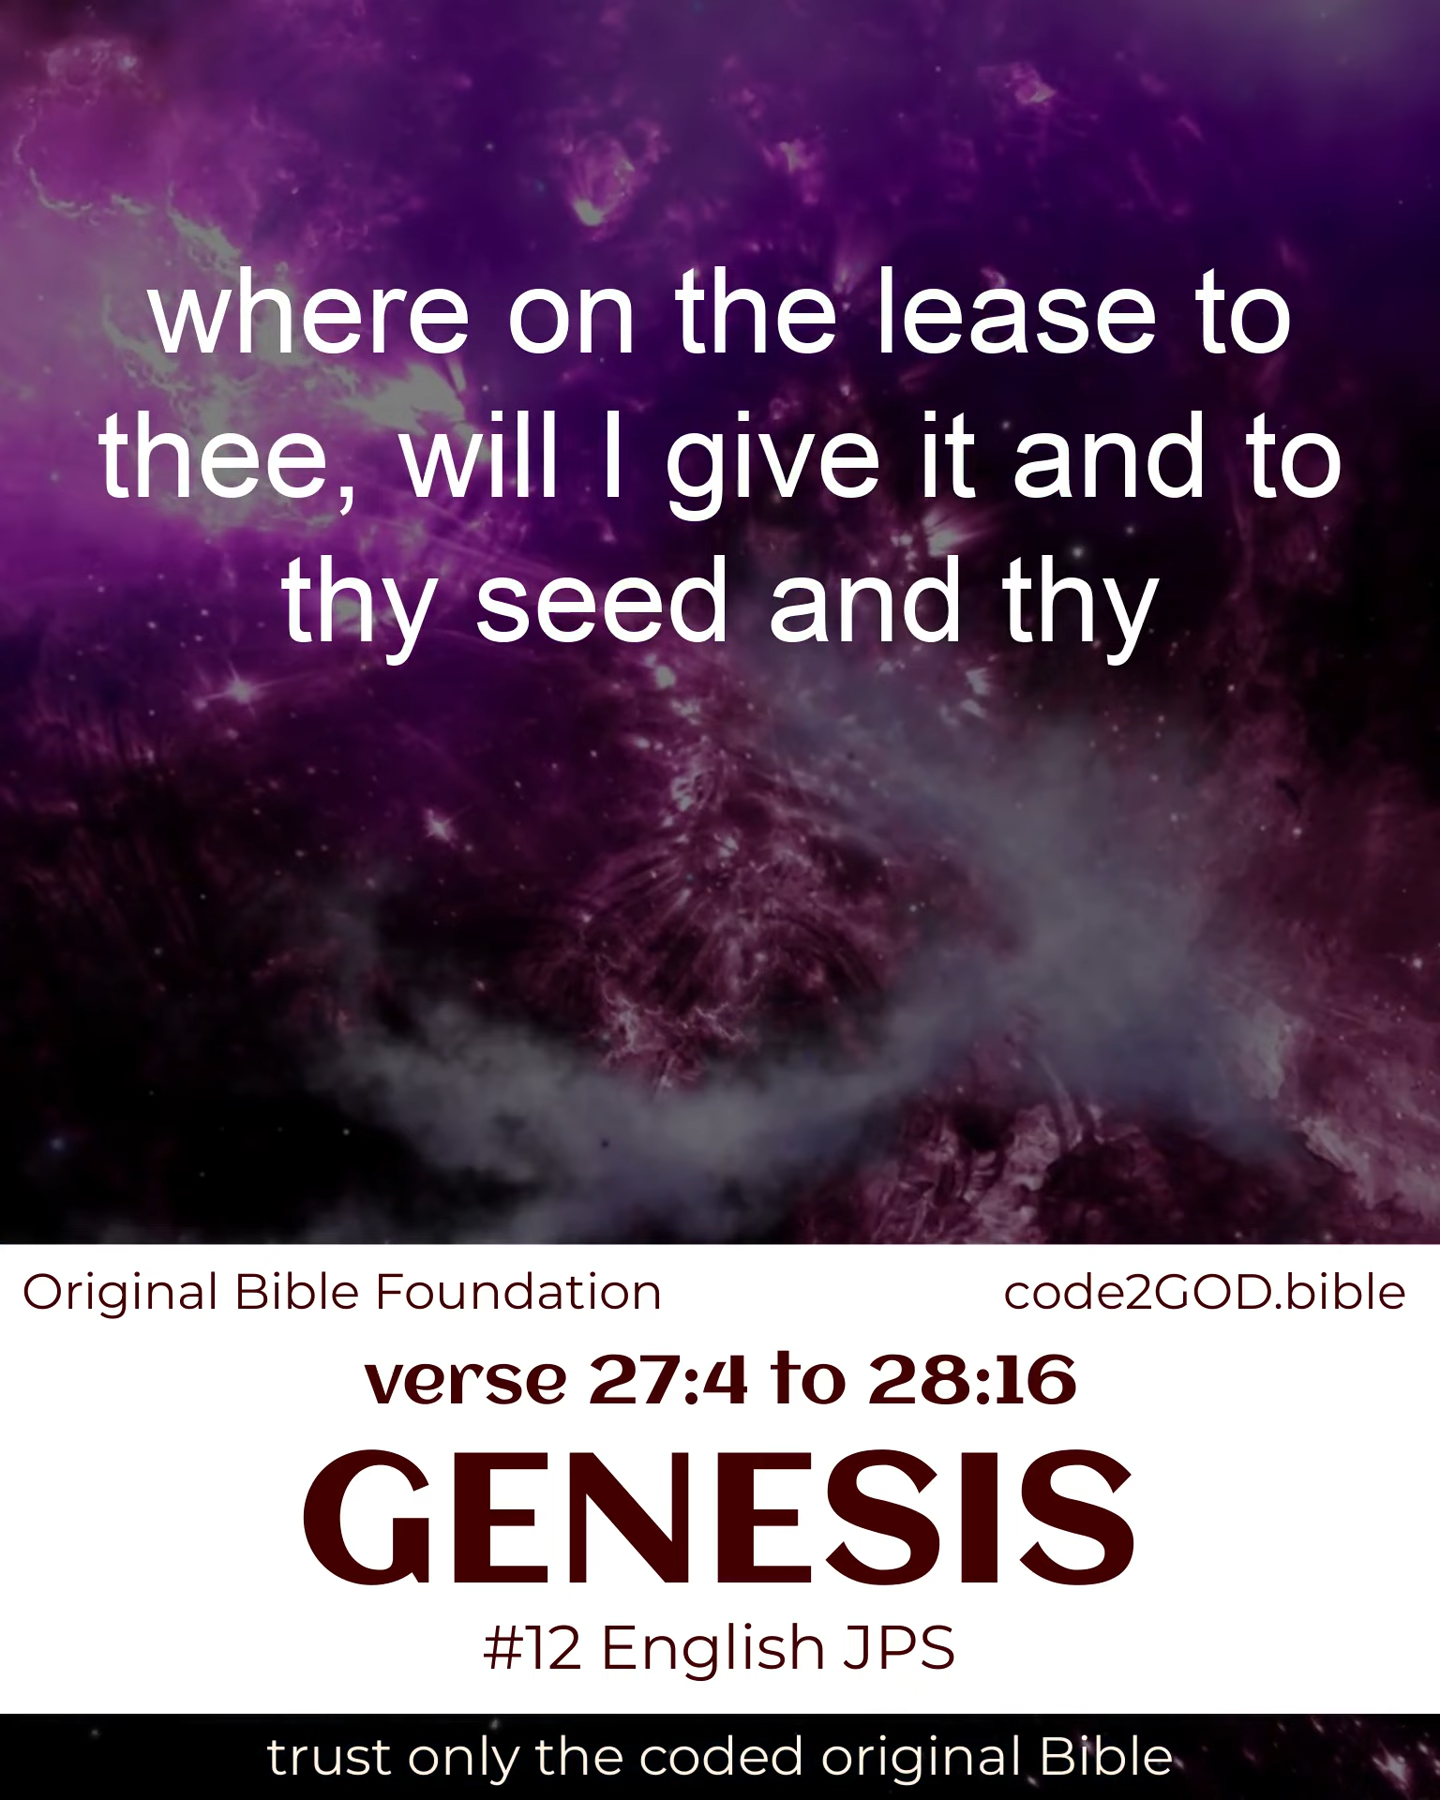 where on the lease to
thee, will I give it and to
thy seed and thy
Original Bible Foundation
code2GOD.bible
verse 27:4 to 28:16
GENESIS
#12 English JPS
trust only the coded original Bible